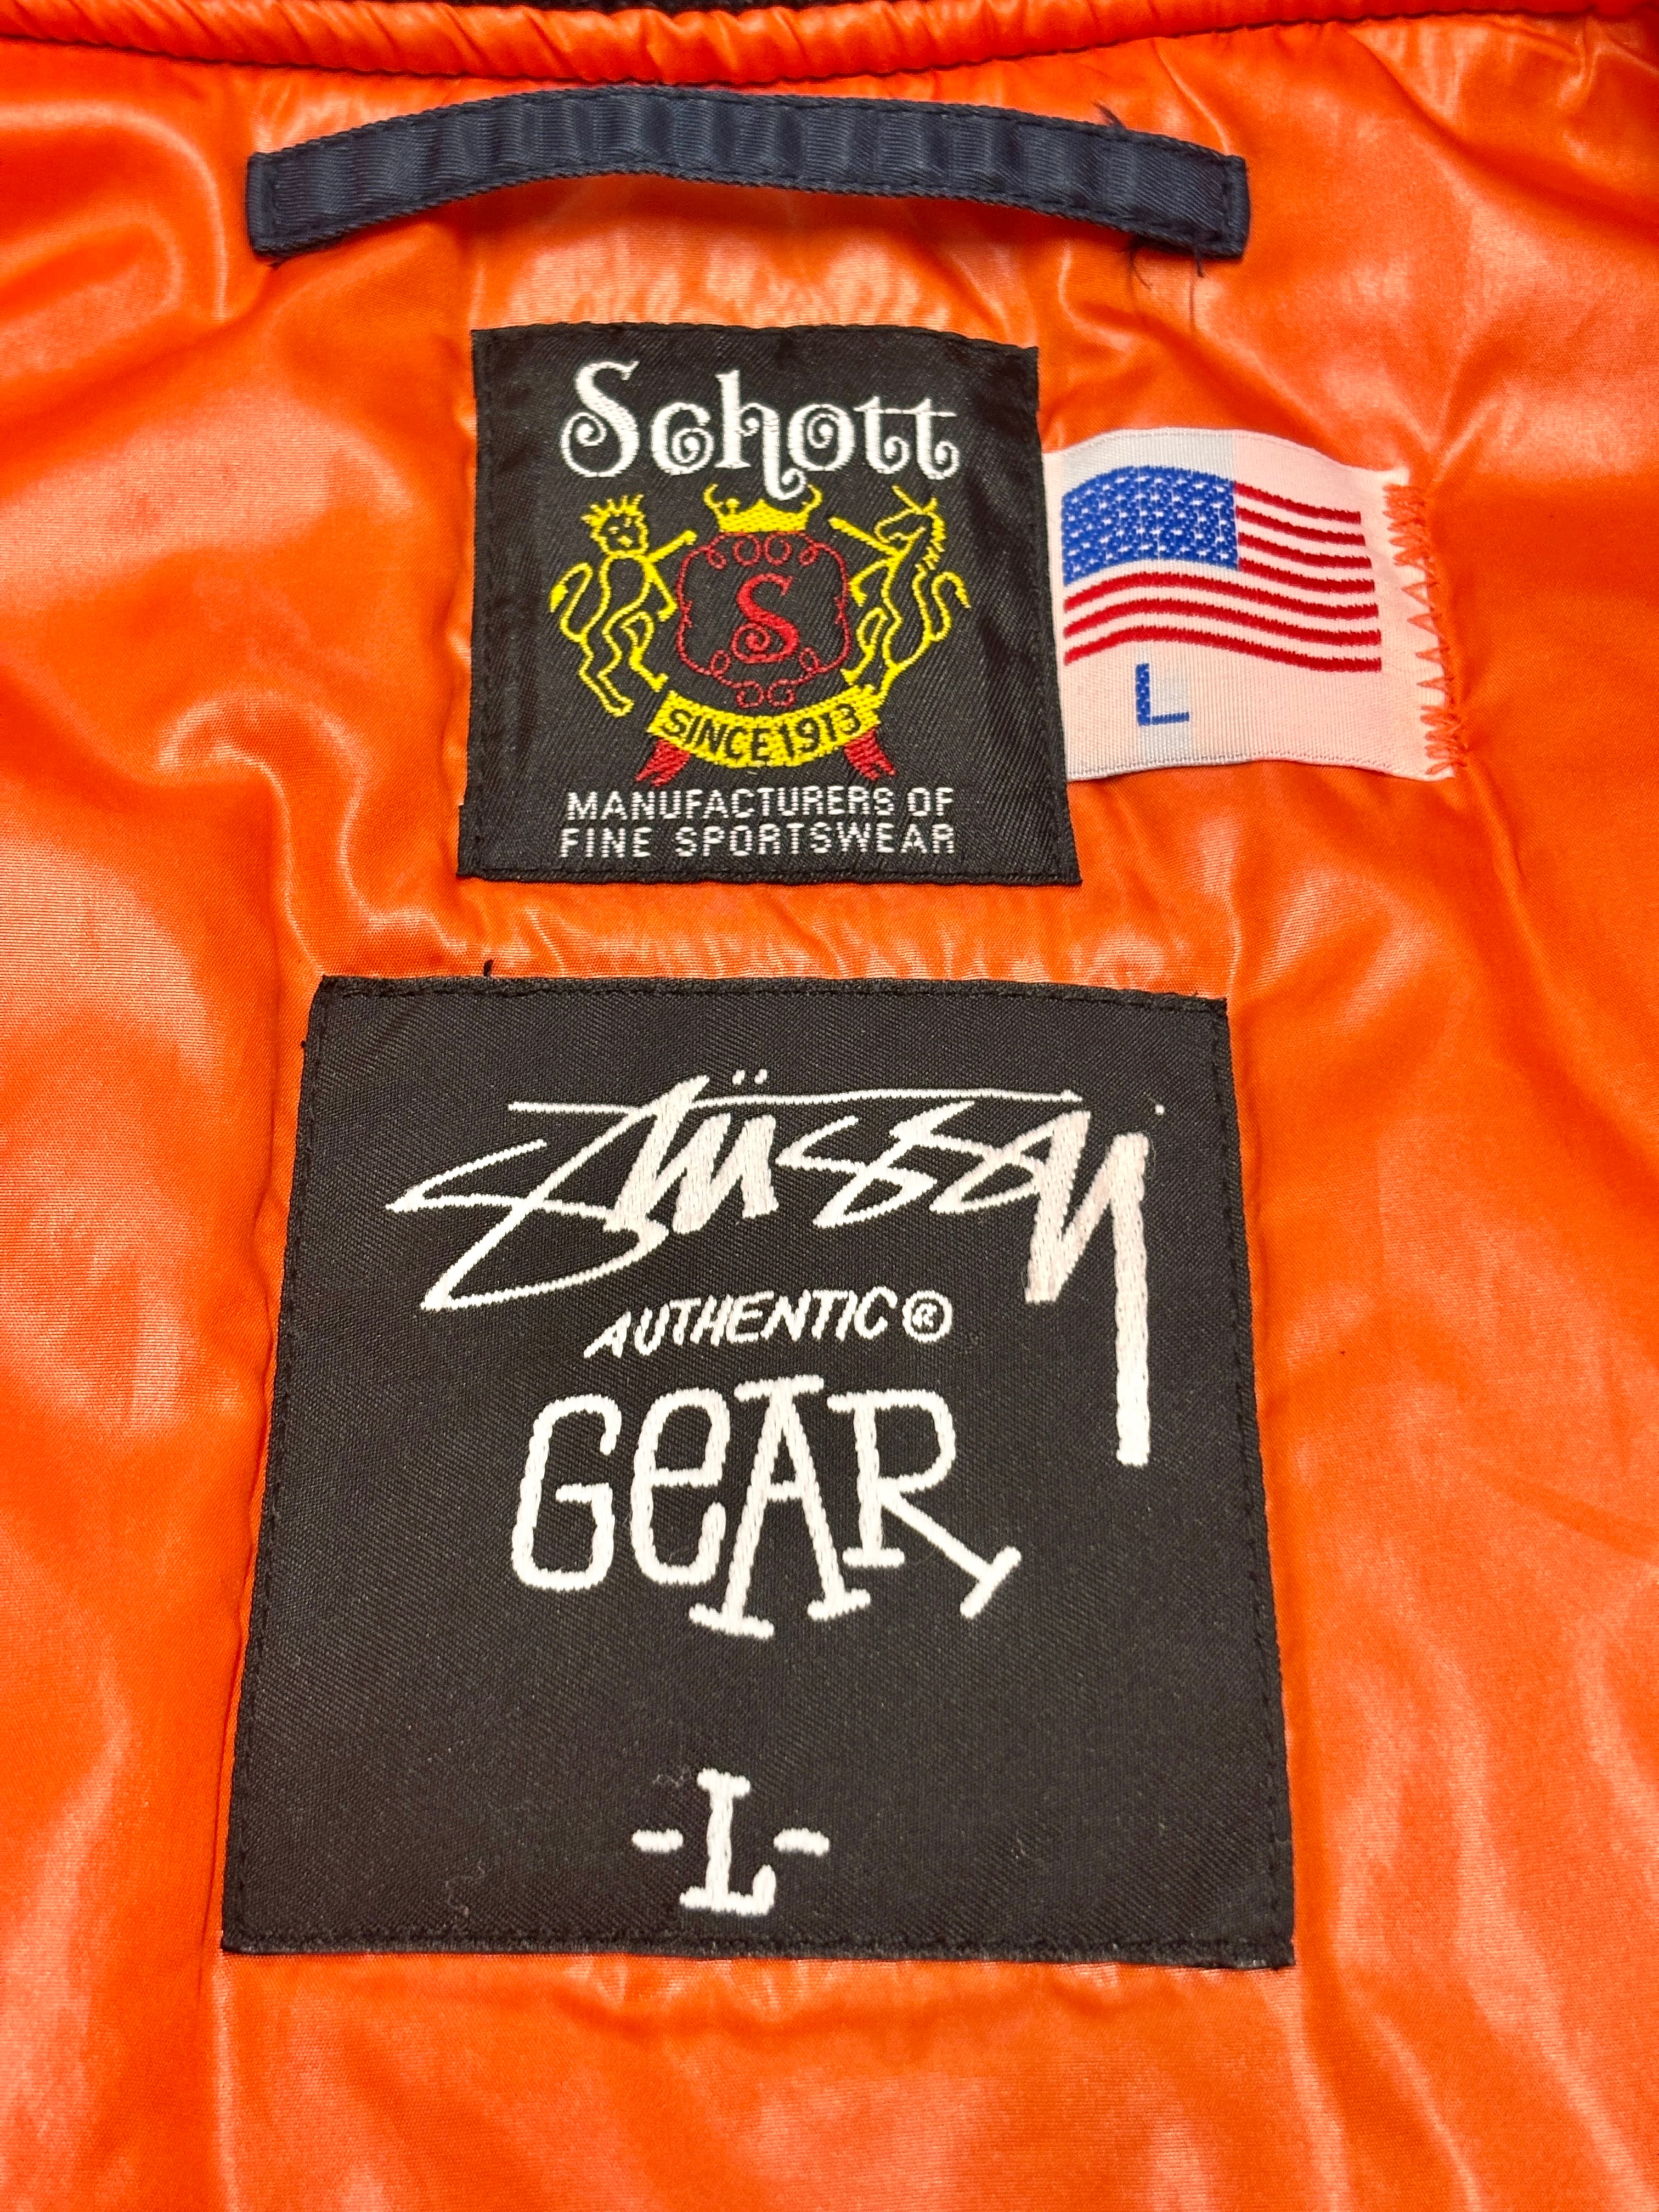 Schott
S
SINCE 1913
MANUFACTURERS OF
FINE SPORTSWEAR
L
Stüssy
AUTHENTIC®
GeAR
-L-